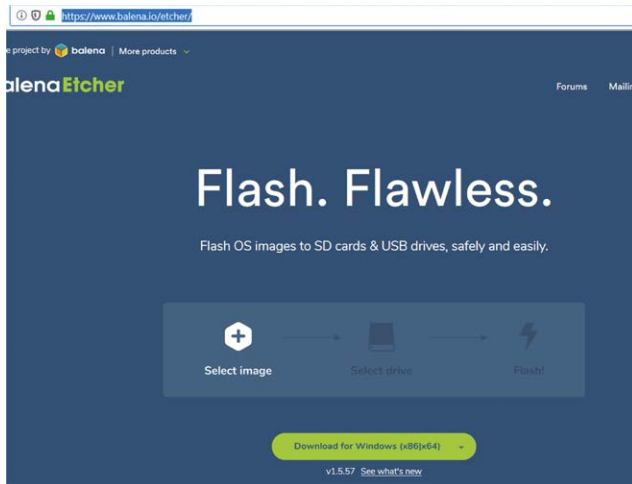 https://www.balena.io/etcher/
e project by balena | More products
alenaEtcher
Forums Mailin
Flash. Flawless.
Flash OS images to SD cards & USB drives, safely and easily.
Select image Select drive Flash!
Download for Windows (x86|x64)
v1.5.57 See what's new